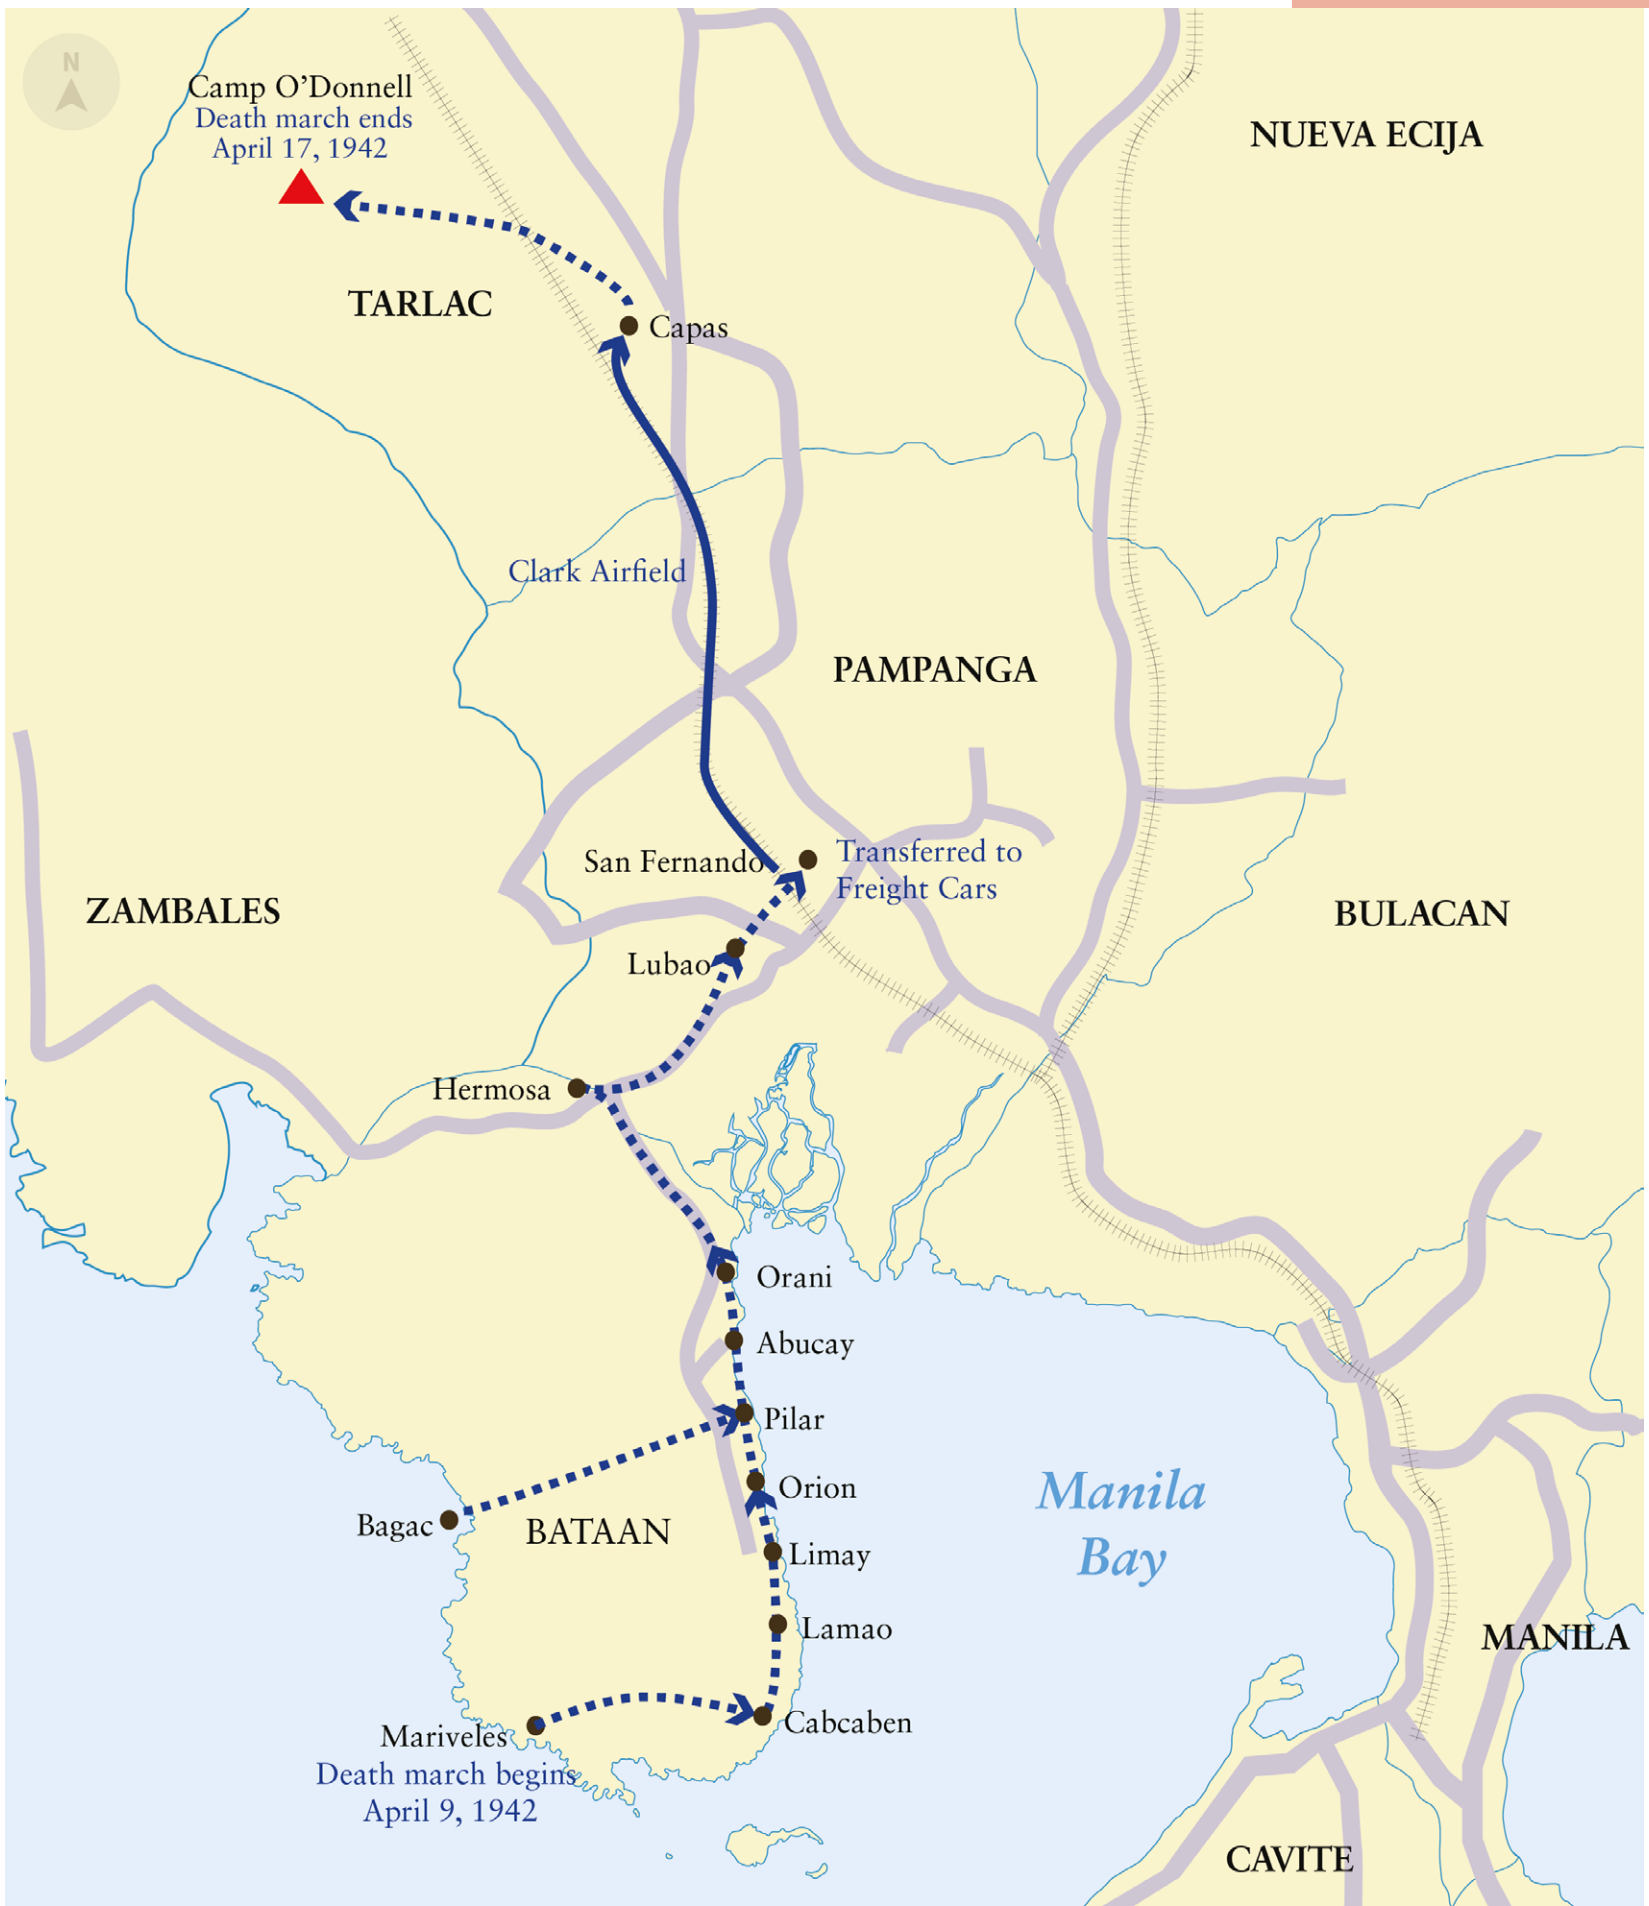 N
Camp O’Donnell
Death march ends
April 17, 1942
NUEVA ECIJA
TARLAC
Capas
Clark Airfield
PAMPANGA
San Fernando
Transferred to
Freight Cars
ZAMBALES
BULACAN
Lubao
Hermosa
Orani
Abucay
Pilar
Orion
Manila
Bay
Bagac
BATAAN
Limay
Lamao
MANILA
Cabcaben
Mariveles
Death march begins
April 9, 1942
CAVITE